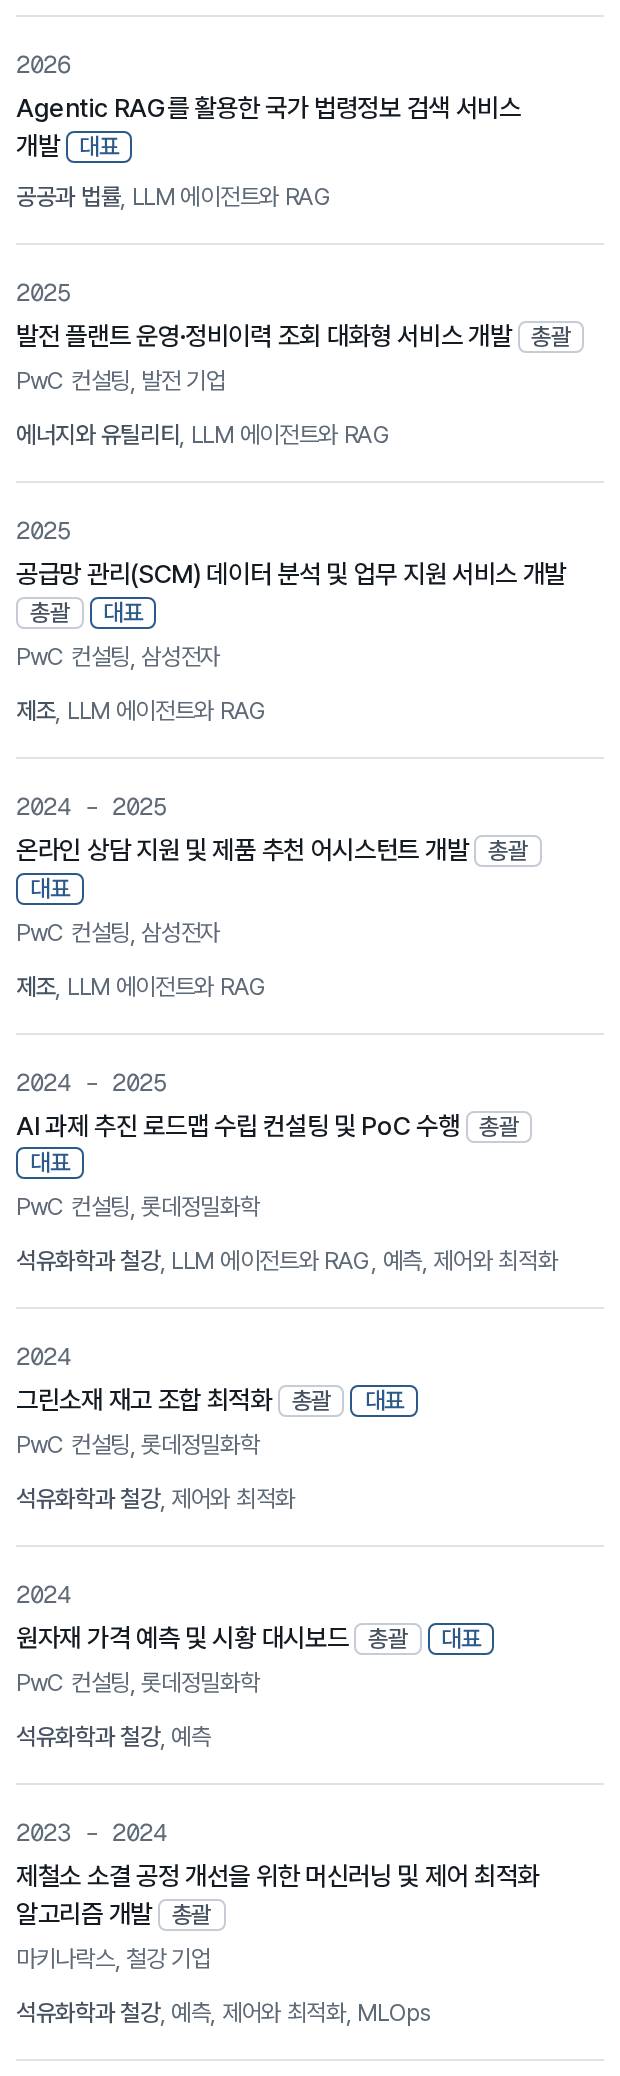 2026
Agentic RAG를 활용한 국가 법령정보 검색 서비스
개발 대표
공공과 법률, LLM 에이전트와 RAG
2025
발전 플랜트 운영·정비이력 조회 대화형 서비스 개발 총괄
PwC 컨설팅, 발전 기업
에너지와 유틸리티, LLM 에이전트와 RAG
2025
공급망 관리(SCM) 데이터 분석 및 업무 지원 서비스 개발
총괄 대표
PwC 컨설팅, 삼성전자
제조, LLM 에이전트와 RAG
2024 – 2025
온라인 상담 지원 및 제품 추천 어시스턴트 개발 총괄
대표
PwC 컨설팅, 삼성전자
제조, LLM 에이전트와 RAG
2024 – 2025
AI 과제 추진 로드맵 수립 컨설팅 및 PoC 수행 총괄
대표
PwC 컨설팅, 롯데정밀화학
석유화학과 철강, LLM 에이전트와 RAG, 예측, 제어와 최적화
2024
그린소재 재고 조합 최적화 총괄 대표
PwC 컨설팅, 롯데정밀화학
석유화학과 철강, 제어와 최적화
2024
원자재 가격 예측 및 시황 대시보드 총괄 대표
PwC 컨설팅, 롯데정밀화학
석유화학과 철강, 예측
2023 – 2024
제철소 소결 공정 개선을 위한 머신러닝 및 제어 최적화
알고리즘 개발 총괄
마키나락스, 철강 기업
석유화학과 철강, 예측, 제어와 최적화, MLOps